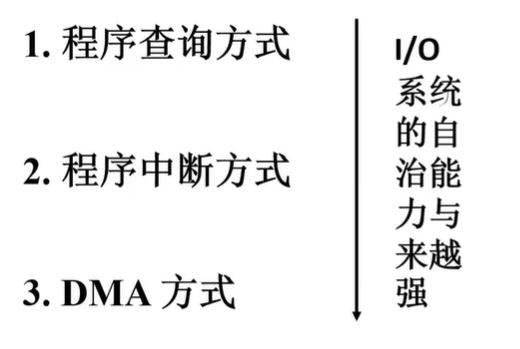 1. 程序查询方式
2. 程序中断方式
3. DMA 方式
I/O
系统
的自
治能
力与
来越
强